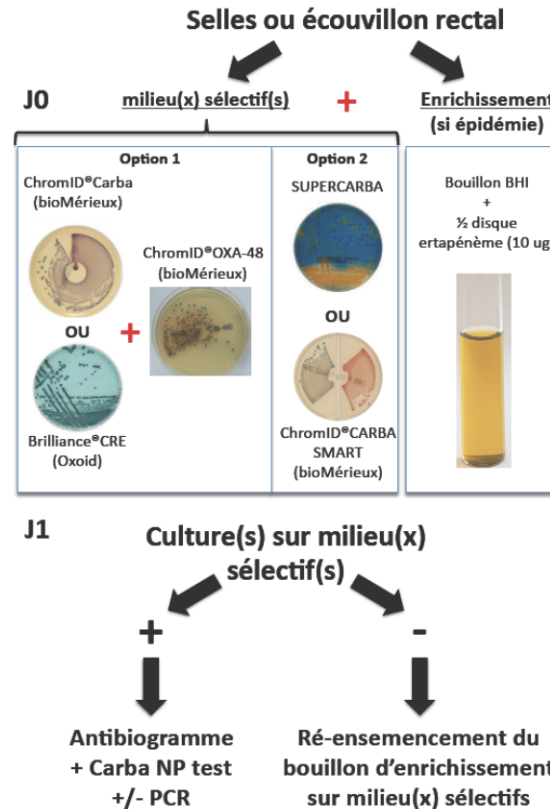 Selles ou écouvillon rectal
J0
milieu(x) sélectif(s)
+
Enrichissement
(si épidémie)
Option 1
ChromID®Carba
(bioMérieux)
OU
Brilliance®CRE
(Oxoid)
+
ChromID®OXA-48
(bioMérieux)
Option 2
SUPERCARBA
OU
ChromID®CARBA
SMART
(bioMérieux)
Bouillon BHI
+
½ disque
ertapénème (10 ug
J1
Culture(s) sur milieu(x)
sélectif(s)
+
-
Antibiogramme
+ Carba NP test
+/- PCR
Ré-ensemencement du
bouillon d’enrichissement
sur milieu(x) sélectifs